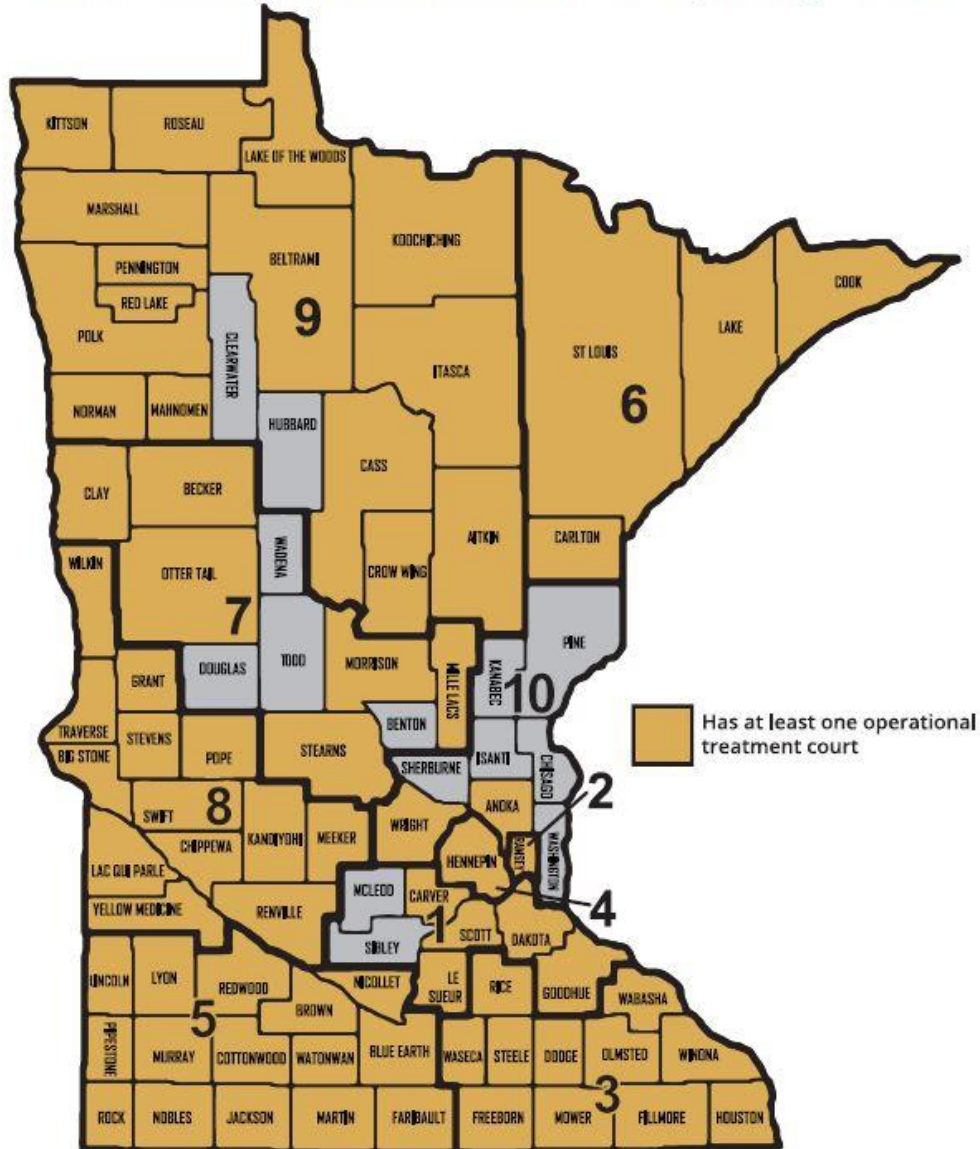 KITTSON
ROSEAU
LAKE OF THE WOODS
MARSHALL
KOOCHICHING
BELTRAMI
PENNINGTON
RED LAKE
COOK
9
POLK
CLEARWATER
LAKE
ST LOUIS
ITASCA
6
NORMAN
MAHNOMEN
HUBBARD
CASS
CLAY
BECKER
WADENA
AITKIN
CARLTON
WILKIN
OTTER TAIL
CROW WING
7
PINE
DOUGLAS
TODD
MORRISON
MILLE LACS
KANABEC
10
GRANT
BENTON
Has at least one operational
treatment court
TRAVERSE
STEVENS
POPE
STEARNS
BIG STONE
SHERBURNE
ISANTI
CHISAGO
2
SWIFT
8
ANOKA
KANDIYOHI
MEEKER
WRIGHT
CHIPPEWA
RAMSEY
WASHINGTON
HENNEPIN
LAC QUI PARLE
MCLEOD
CARVER
4
YELLOW MEDICINE
RENVILLE
1
SIBLEY
SCOTT
DAKOTA
LINCOLN
LYON
REDWOOD
NICOLLET
LE
SUEUR
RICE
GOODHUE
WABASHA
5
BROWN
PIPESTONE
MURRAY
COTTONWOOD
WATONWAN
BLUE EARTH
WASECA
STEELE
DODGE
OLMSTED
WINONA
3
ROCK
NOBLES
JACKSON
MARTIN
FARIBAULT
FREEBORN
MOWER
FILLMORE
HOUSTON